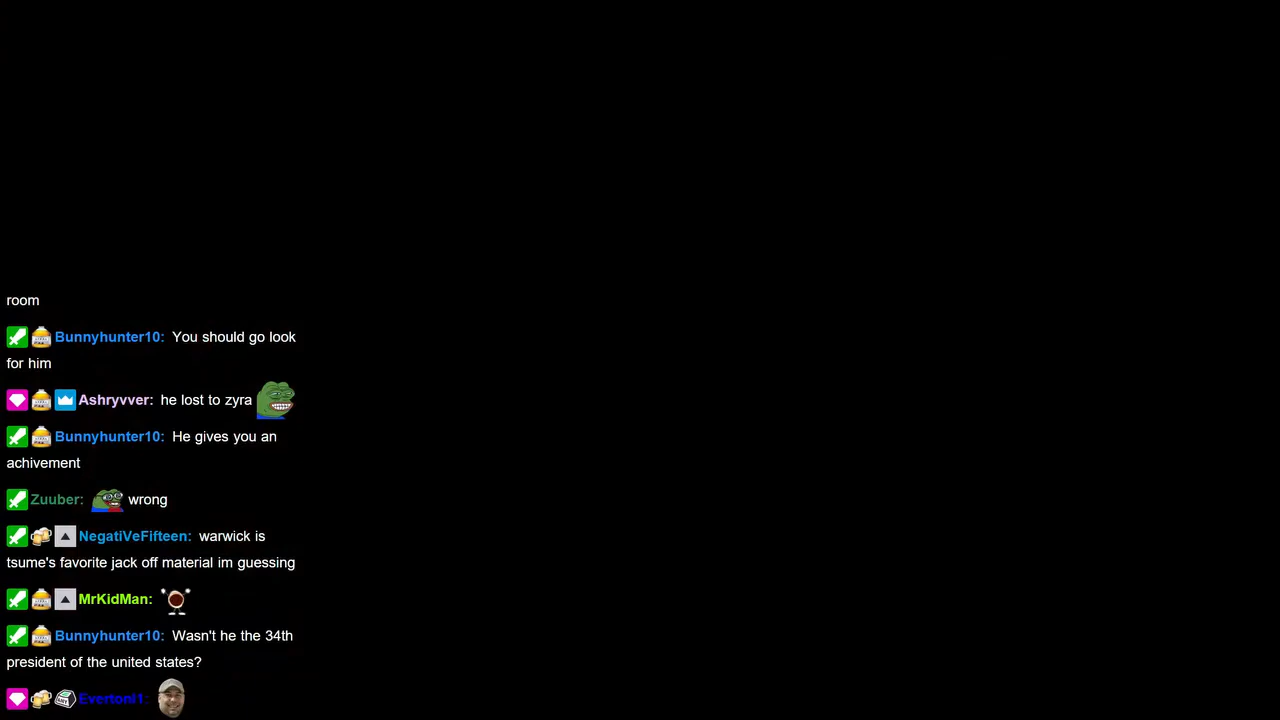 room
Bunnyhunter10: You should go look
for him
Ashryvver: he lost to zyra
Bunnyhunter10: He gives you an
achivement
Zuuber: wrong
NegatiVeFifteen: warwick is
tsume's favorite jack off material im guessing
MrKidMan:
Bunnyhunter10: Wasn't he the 34th
president of the united states?
Evertonl1: